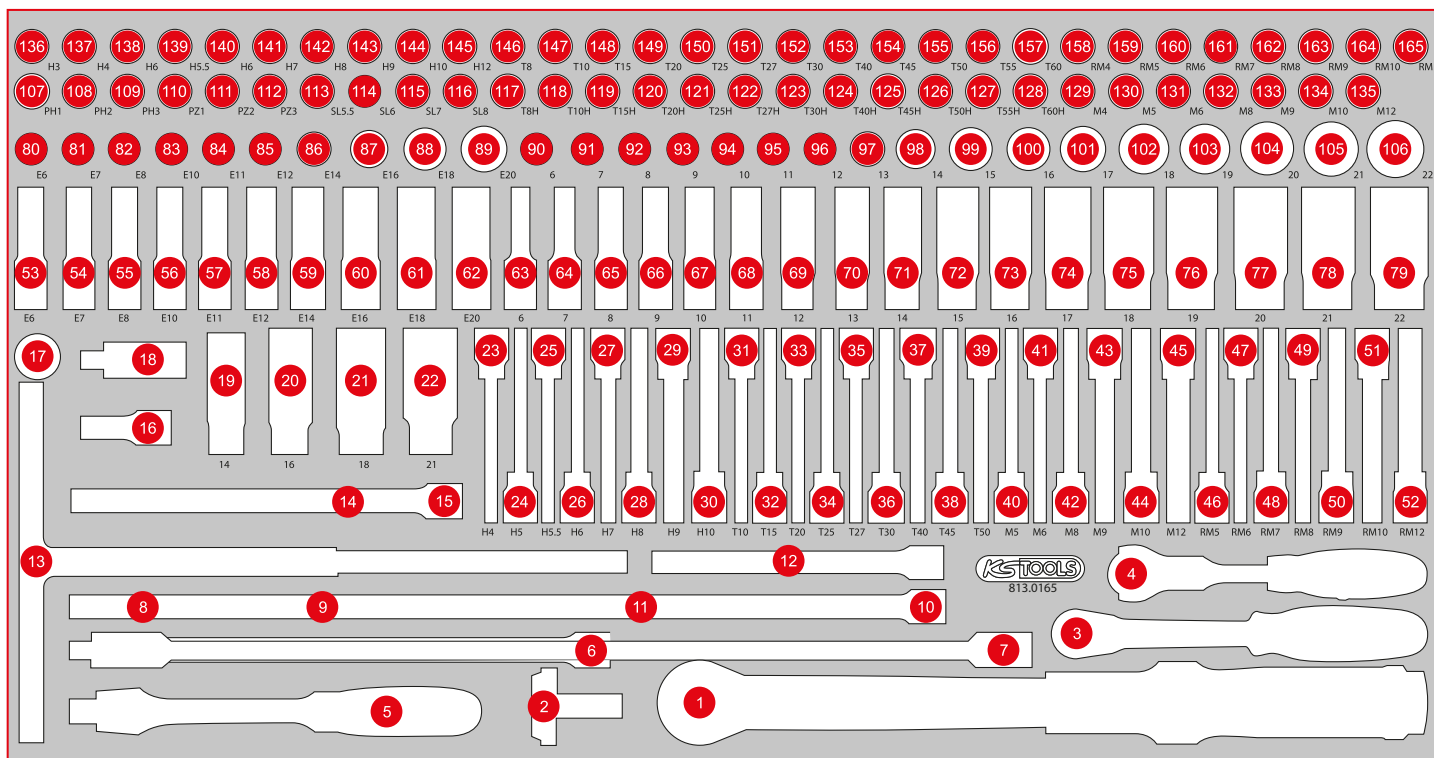 136 137 138 139 140 141 142 143 144 145 146 147 148 149 150 151 152 153 154 155 156 157 158 159 160 161 162 163 164 165
H3 H4 H6 H5.5 H6 H7 H8 H9 H10 H12 T8 T10 T15 T20 T25 T27 T30 T40 T45 T50 T55 T60 RM4 RM5 RM6 RM7 RM8 RM9 RM10 RM
107 108 109 110 111 112 113 114 115 116 117 118 119 120 121 122 123 124 125 126 127 128 129 130 131 132 133 134 135
PH1 PH2 PH3 PZ1 PZ2 PZ3 SL5.5 SL6 SL7 SL8 T8H T10H T15H T20H T25H T27H T30H T40H T45H T50H T55H T60H M4 M5 M6 M8 M9 M10 M12
80 81 82 83 84 85 86 87 88 89 90 91 92 93 94 95 96 97 98 99 100 101 102 103 104 105 106
E6 E7 E8 E10 E11 E12 E14 E16 E18 E20 6 7 8 9 10 11 12 13 14 15 16 17 18 19 20 21 22
53 54 55 56 57 58 59 60 61 62 63 64 65 66 67 68 69 70 71 72 73 74 75 76 77 78 79
E6 E7 E8 E10 E11 E12 E14 E16 E18 E20 6 7 8 9 10 11 12 13 14 15 16 17 18 19 20 21 22
17 18 23 25 27 29 31 33 35 37 39 41 43 45 47 49 51
19 20 21 22
16
14 16 18 21
14 15 24 26 28 30 32 34 36 38 40 42 44 46 48 50 52
H4 H5 H5.5 H6 H7 H8 H9 H10 T10 T15 T20 T25 T27 T30 T40 T45 T50 M5 M6 M8 M9 M10 M12 RM5 RM6 RM7 RM8 RM9 RM10 RM12
13 12 KS TOOLS 4
813.0165
8 9 11 10
3
6 7
5 2 1